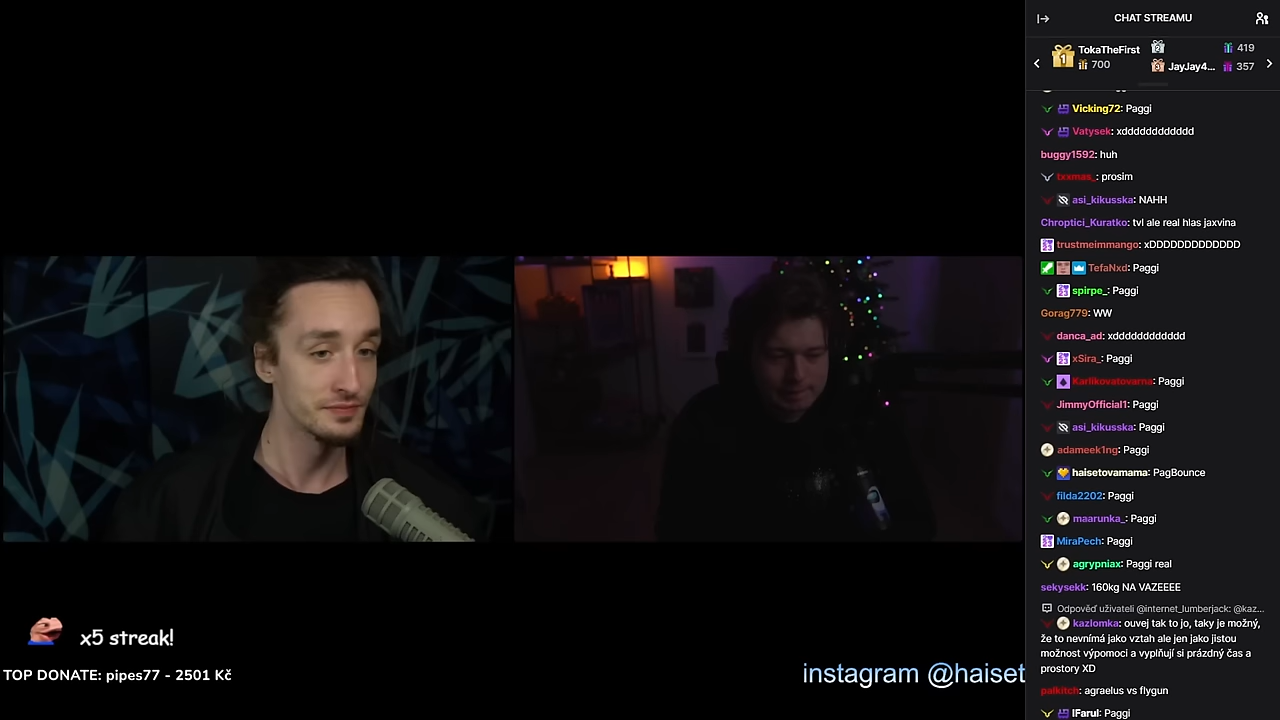 CHAT STREAMU
TokaTheFirst
700
419
JayJay4...
357
Vicking72: Paggi
Vatysek: xdddddddddddd
buggy1592: huh
txxmas_: prosim
asi_kikusska: NAHH
Chroptici_Kuratko: tvl ale real hlas jaxvina
trustmeimmango: xDDDDDDDDDDDDD
TefaNxd: Paggi
spirpe_: Paggi
Gorag779: WW
danca_ad: xdddddddddddd
xSira_: Paggi
Karlikovatovarna: Paggi
JimmyOfficial1: Paggi
asi_kikusska: Paggi
adameek1ng: Paggi
haisetovamama: PagBounce
filda2202: Paggi
maarunka_: Paggi
MiraPech: Paggi
agrypniax: Paggi real
sekysekk: 160kg NA VAZEEEE
Odpověď uživateli @internet_lumberjack: @kaz...
kazlomka: ouvej tak to jo, taky je možný,
že to nevnímá jako vztah ale jen jako jistou
možnost výpomoci a vyplňují si prázdný čas a
prostory XD
palkitch: agraelus vs flygun
lFarul: Paggi
x5 streak!
TOP DONATE: pipes77 - 2501 Kč
instagram @haiset